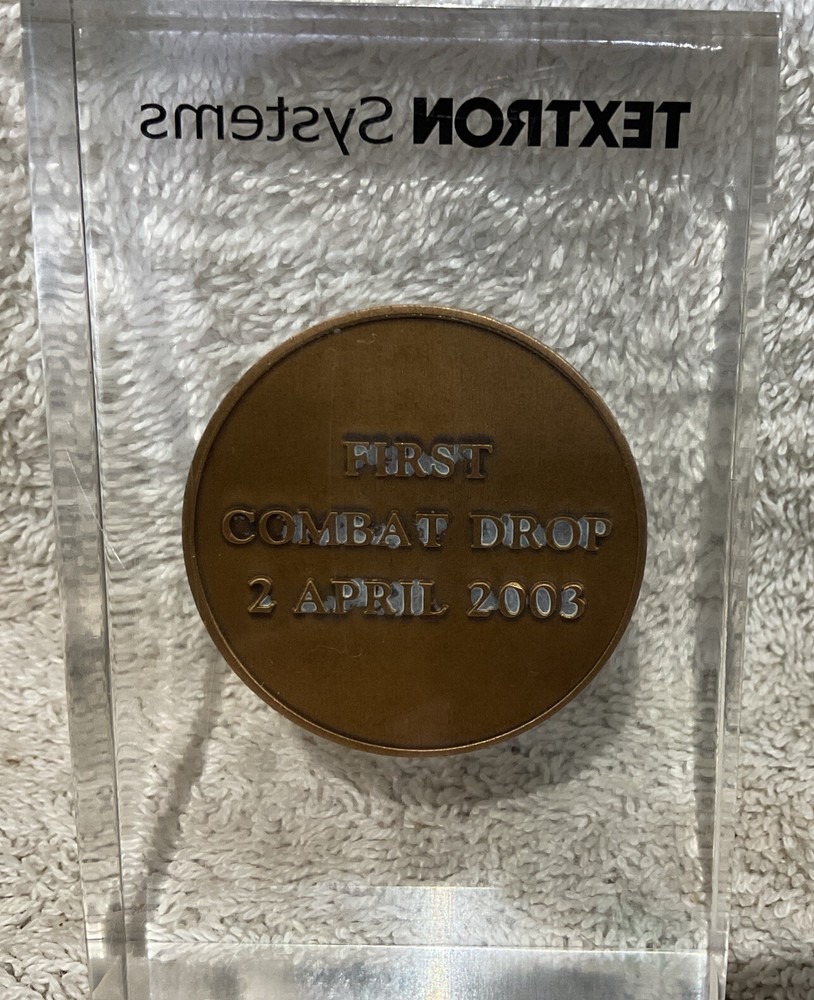 TEXTRON Systems
FIRST
COMBAT DROP
2 APRIL 2003